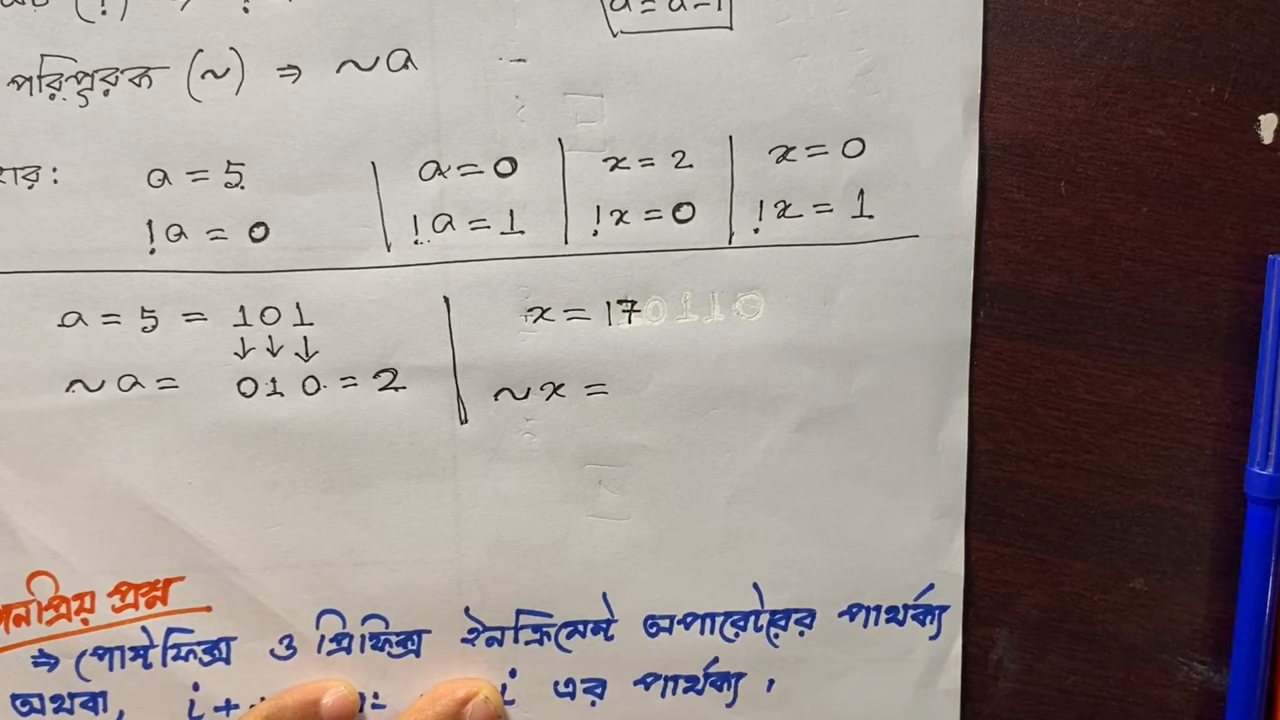 a = a-1
পরিপূরক (~) ⇒ ~a
a = 5 | a = 0 | x = 2 | x = 0
!a = 0 | !a = 1 | !x = 0 | !x = 1
a = 5 = 101 | x = 17
↓↓↓
~a = 010 = 2 | ~x =
প্রশ্ন
⇒ পোস্টফিক্স ও প্রিফিক্স ইনক্রিমেন্ট অপারেটরের পার্থক্য
অথবা, i+ i এর পার্থক্য।